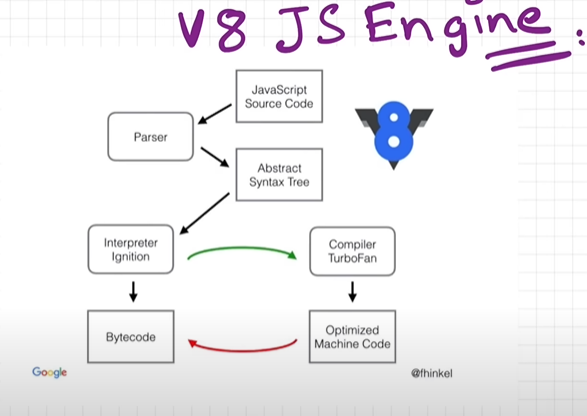 V8 JS Engine:
JavaScript
Source Code
Parser
Abstract
Syntax Tree
Interpreter
Ignition
Compiler
TurboFan
Bytecode
Optimized
Machine Code
Google
@fhinkel